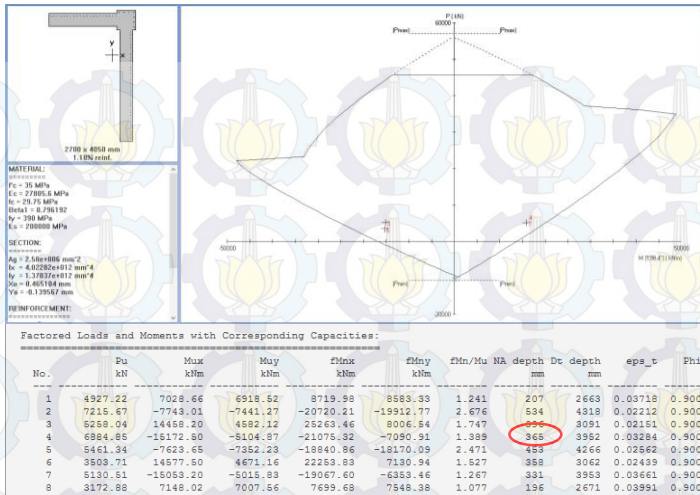 y
x
2700 x 4050 mm
1.10% reinf.
MATERIAL:
f'c = 35 MPa
Ec = 27805.6 MPa
fc = 29.75 MPa
Beta1 = 0.796192
fy = 390 MPa
Es = 200000 MPa
SECTION:
Ag = 2.58e+006 mm^2
Ix = 4.02282e+012 mm^4
Iy = 1.37837e+012 mm^4
Xo = 0.465104 mm
Yo = -0.139567 mm
REINFORCEMENT:
P (kN)
60000
(Pmax)
(Pmax)
-50000
50000
(Pmin)
(Pmin)
Factored Loads and Moments with Corresponding Capacities:
Pu Mux Muy fMnx fMny fMn/Mu NA depth Dt depth eps_t Phi
No. kN kNm kNm kNm kNm mm mm
1 4927.22 7028.66 6918.52 8719.98 8583.33 1.241 207 2663 0.03718 0.900
2 7215.67 -7743.01 -7441.27 -20720.21 -19912.77 2.676 534 4318 0.02212 0.900
3 5258.04 14458.20 4582.12 25263.46 8006.54 1.747 3091 0.02151 0.900
4 6884.85 -15172.50 -5104.87 -21075.32 -7090.91 1.389 365 3952 0.03284 0.900
5 5461.34 -7623.65 -7352.23 -18840.86 -18170.09 2.471 453 4266 0.02562 0.900
6 3503.71 14577.50 4671.16 22253.83 7130.94 1.527 358 3062 0.02439 0.900
7 5130.51 -15053.20 -5015.83 -19067.60 -6353.46 1.267 331 3953 0.03661 0.900
8 3172.88 7148.02 7007.56 7699.68 7548.38 1.077 196 2671 0.03991 0.900